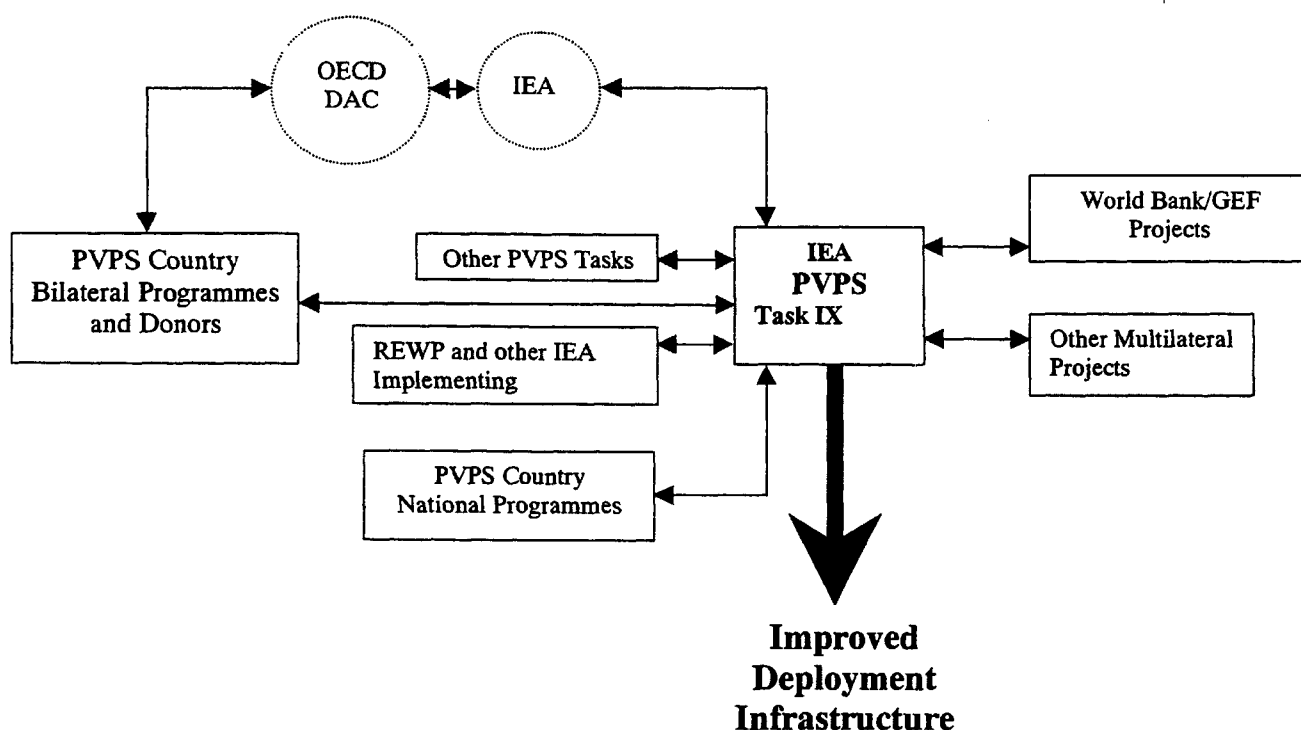 OECD
DAC
IEA
World Bank/GEF
Projects
PVPS Country
Bilateral Programmes
and Donors
Other PVPS Tasks
IEA
PVPS
Task IX
REWP and other IEA
Implementing
Other Multilateral
Projects
PVPS Country
National Programmes
Improved
Deployment
Infrastructure